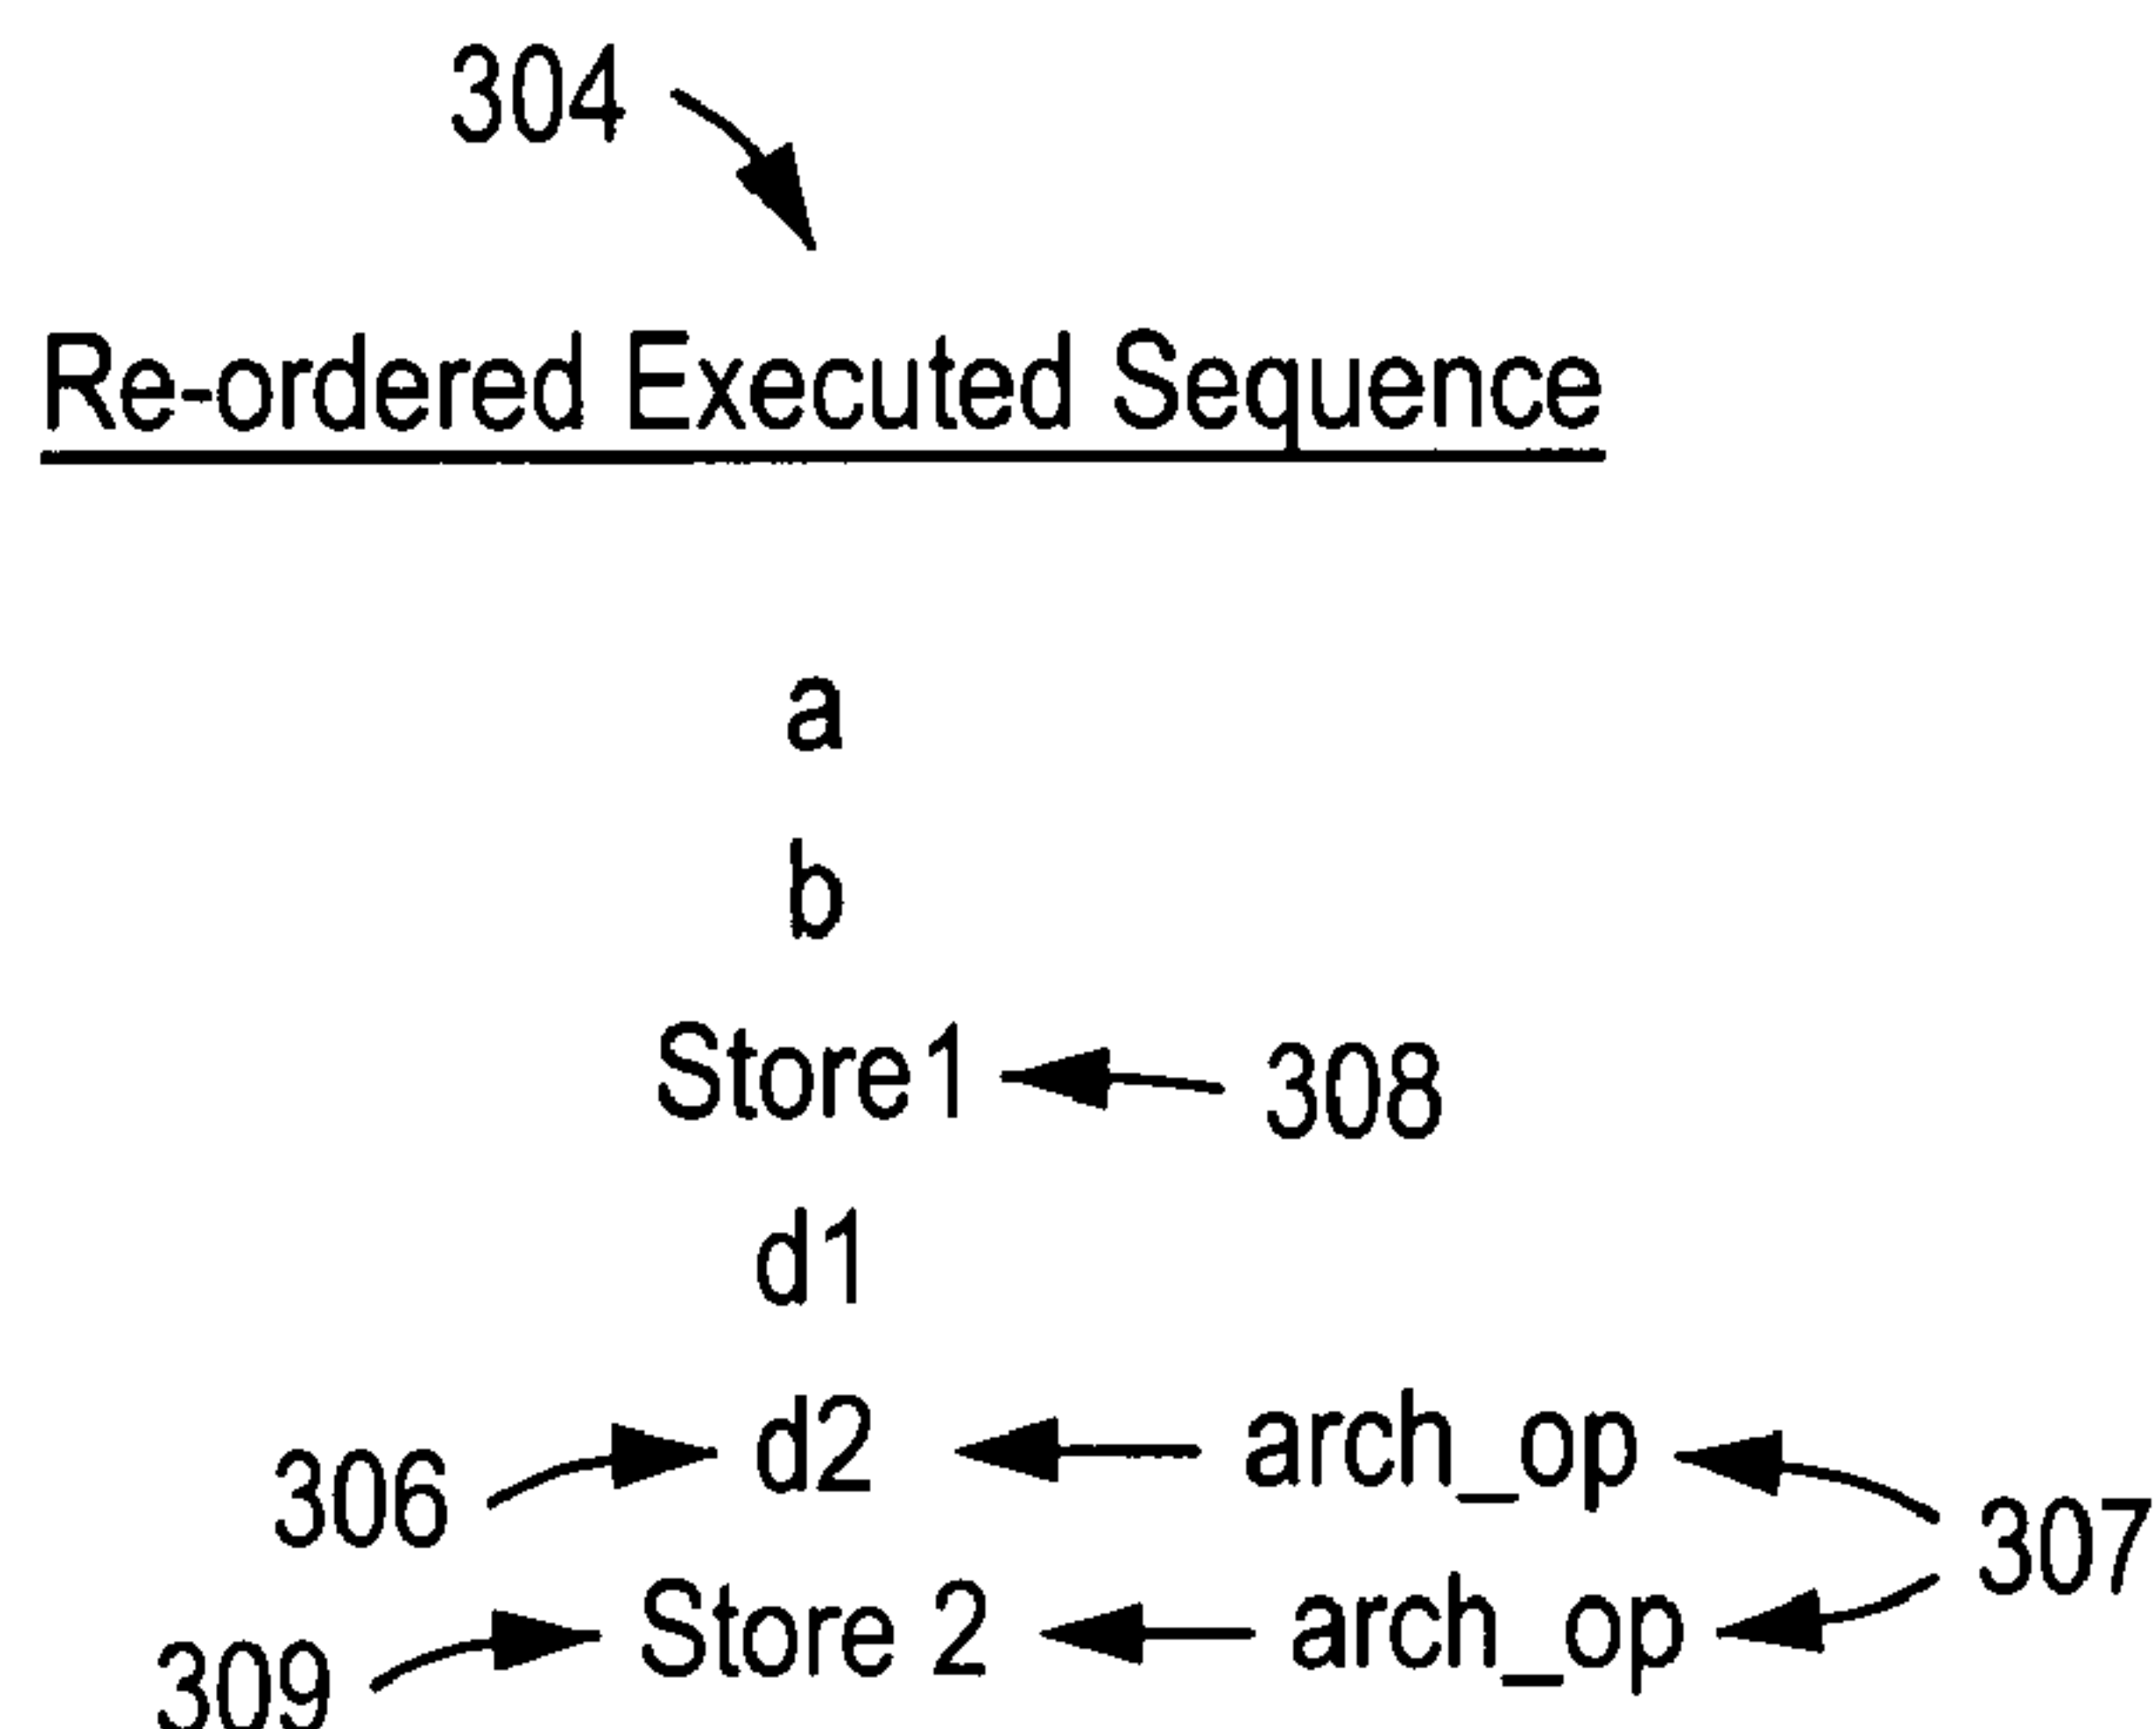 304
Re-ordered Executed Sequence
a
b
Store1 308
d1
306 d2 arch_op
307
309 Store 2 arch_op